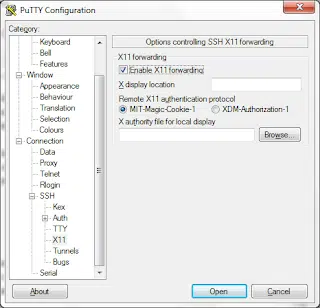 PuTTY Configuration
Category:
Keyboard
Bell
Features
Window
Appearance
Behaviour
Translation
Selection
Colours
Connection
Data
Proxy
Telnet
Rlogin
SSH
Kex
Auth
TTY
X11
Tunnels
Bugs
Serial
Options controlling SSH X11 forwarding
X11 forwarding
Enable X11 forwarding
X display location
Remote X11 authentication protocol
MIT-Magic-Cookie-1 XDM-Authorization-1
X authority file for local display
Browse...
About Open Cancel